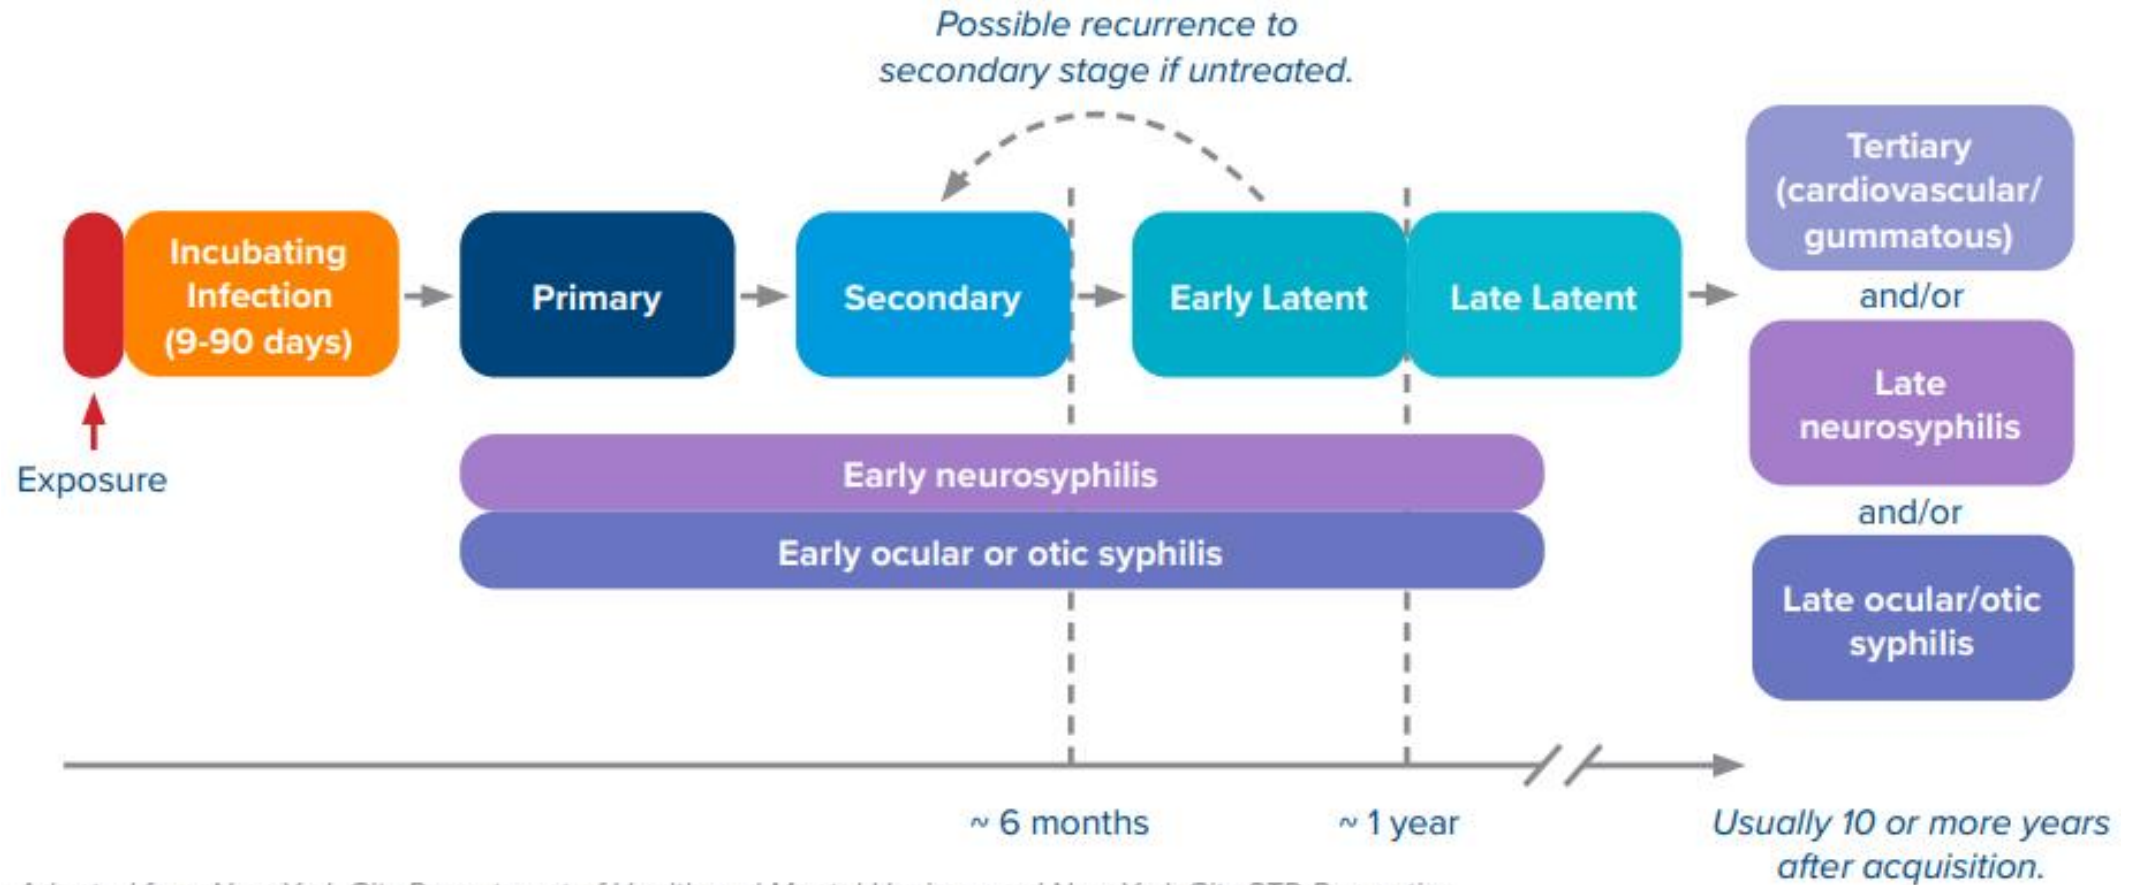 Possible recurrence to
secondary stage if untreated.
Incubating
Infection
(9-90 days)
Primary
Secondary
Early Latent
Late Latent
Tertiary
(cardiovascular/
gummatous)
and/or
Late
neurosyphilis
and/or
Late ocular/otic
syphilis
Exposure
Early neurosyphilis
Early ocular or otic syphilis
~ 6 months
~ 1 year
Usually 10 or more years
after acquisition.